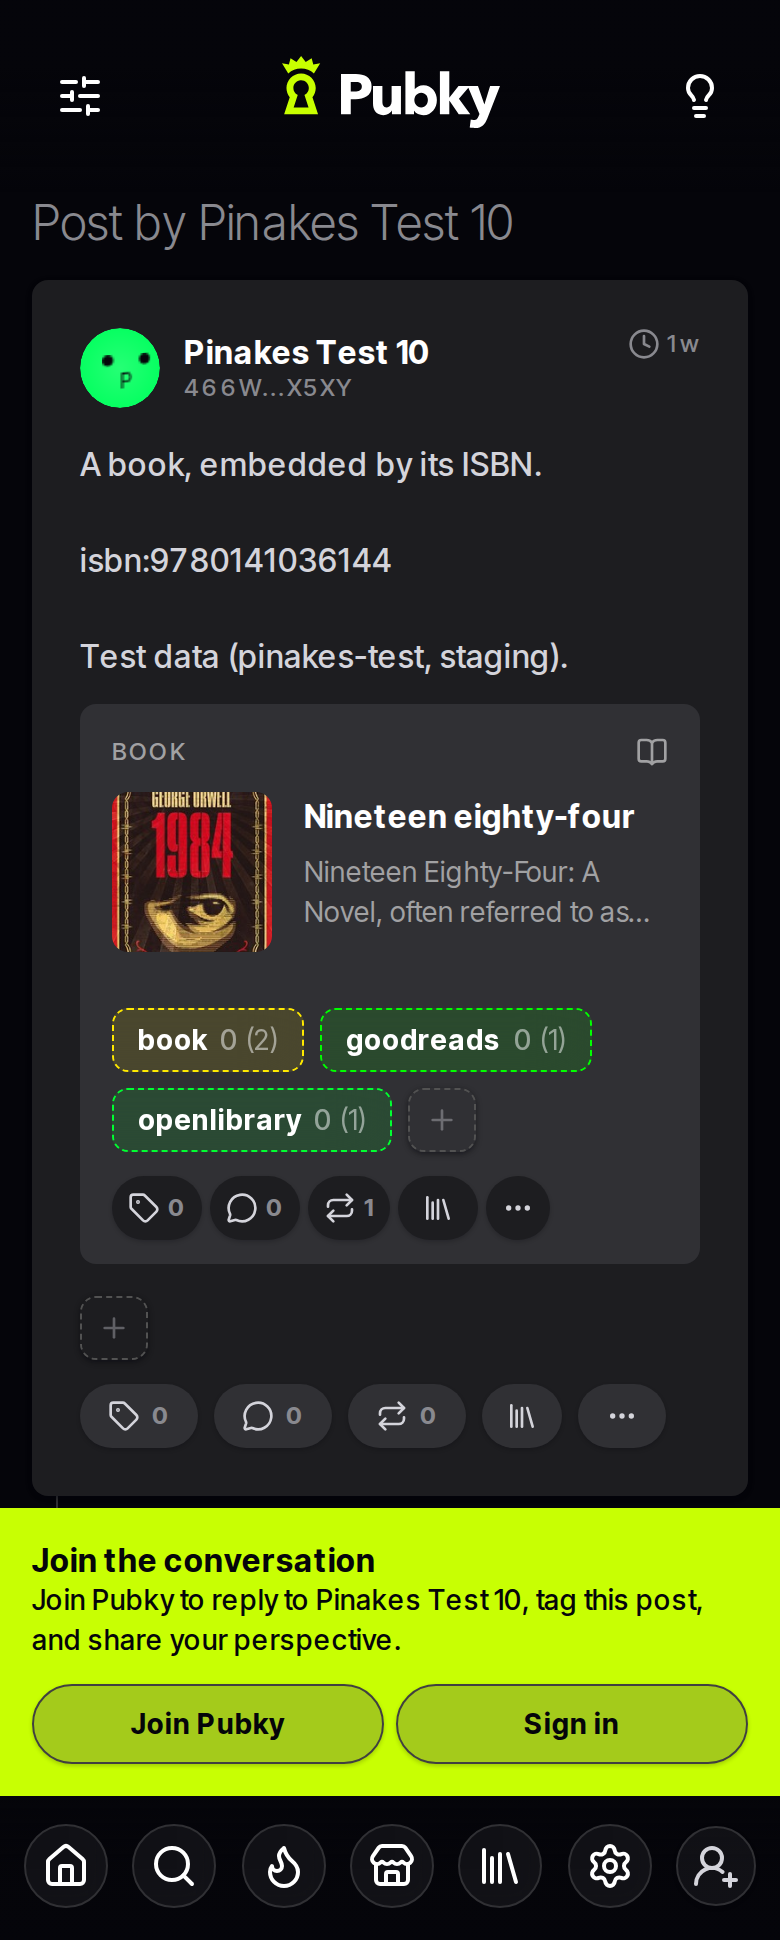 Pubky
Post by Pinakes Test 10
Pinakes Test 10
466W...X5XY
1w
A book, embedded by its ISBN.
isbn:9780141036144
Test data (pinakes-test, staging).
BOOK
GEORGE ORWELL
1984
Nineteen eighty-four
Nineteen Eighty-Four: A
Novel, often referred to as...
book 0 (2)
goodreads 0 (1)
openlibrary 0 (1)
0
0
1
0
0
0
Join the conversation
Join Pubky to reply to Pinakes Test 10, tag this post,
and share your perspective.
Join Pubky
Sign in